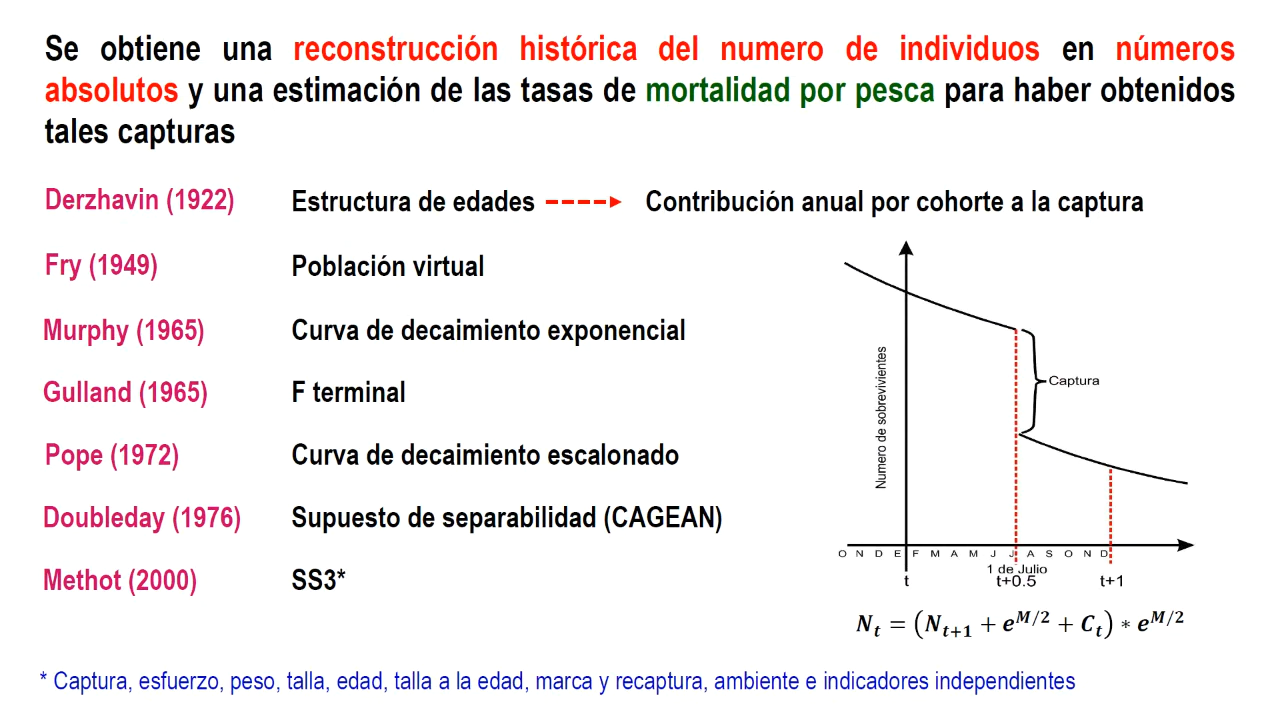 Se obtiene una reconstrucción histórica del numero de individuos en números
absolutos y una estimación de las tasas de mortalidad por pesca para haber obtenidos
tales capturas
Derzhavin (1922) Estructura de edades Contribución anual por cohorte a la captura
Fry (1949) Población virtual
Murphy (1965) Curva de decaimiento exponencial
Gulland (1965) F terminal
Pope (1972) Curva de decaimiento escalonado
Doubleday (1976) Supuesto de separabilidad (CAGEAN)
Methot (2000) SS3*
Numero de sobrevivientes
Captura
O N D E F M A M J J A S O N D
1 de Julio
t t+0.5 t+1
N_t = (N_{t+1} + e^{M/2} + C_t) * e^{M/2}
* Captura, esfuerzo, peso, talla, edad, talla a la edad, marca y recaptura, ambiente e indicadores independientes